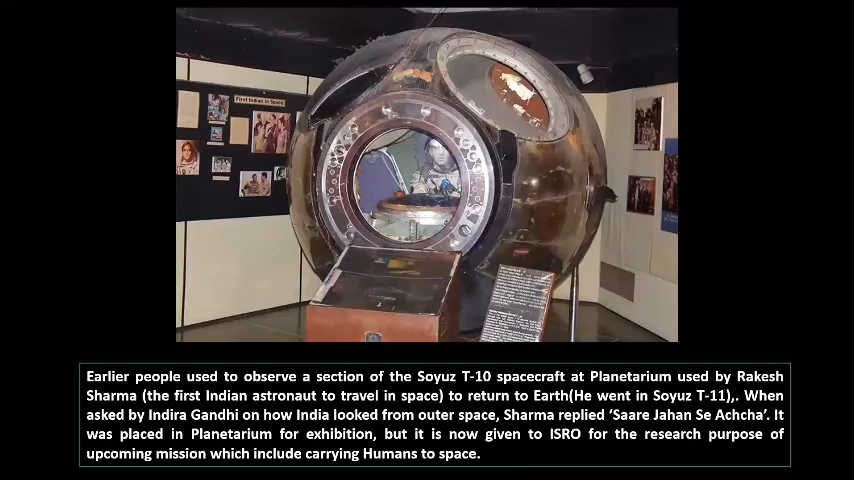 First Indian in Space
Earlier people used to observe a section of the Soyuz T-10 spacecraft at Planetarium used by Rakesh
Sharma (the first Indian astronaut to travel in space) to return to Earth(He went in Soyuz T-11),. When
asked by Indira Gandhi on how India looked from outer space, Sharma replied ‘Saare Jahan Se Achcha’. It
was placed in Planetarium for exhibition, but it is now given to ISRO for the research purpose of
upcoming mission which include carrying Humans to space.